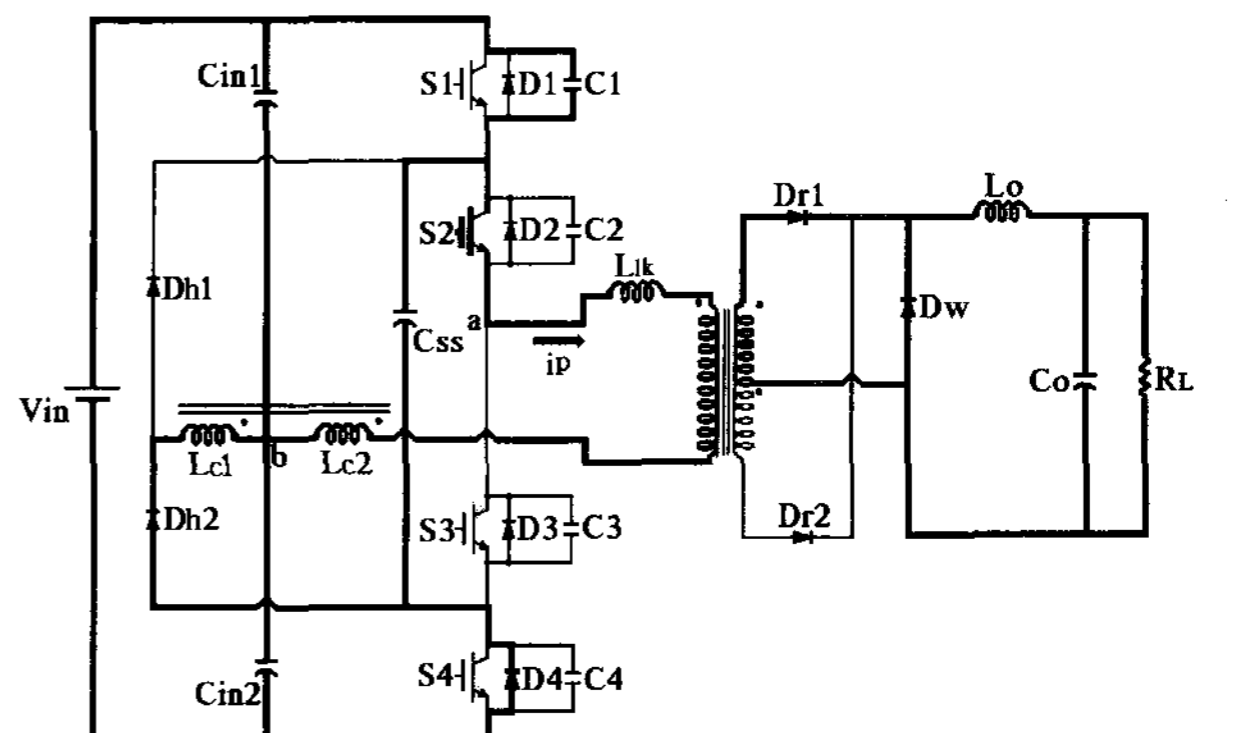 Cin1
S1
D1
C1
S2
D2
C2
Dr1
Lo
Llk
Dh1
a
Css
ip
Dw
Co
RL
Vin
Lc1
b
Lc2
Dh2
S3
D3
C3
Dr2
Cin2
S4
D4
C4